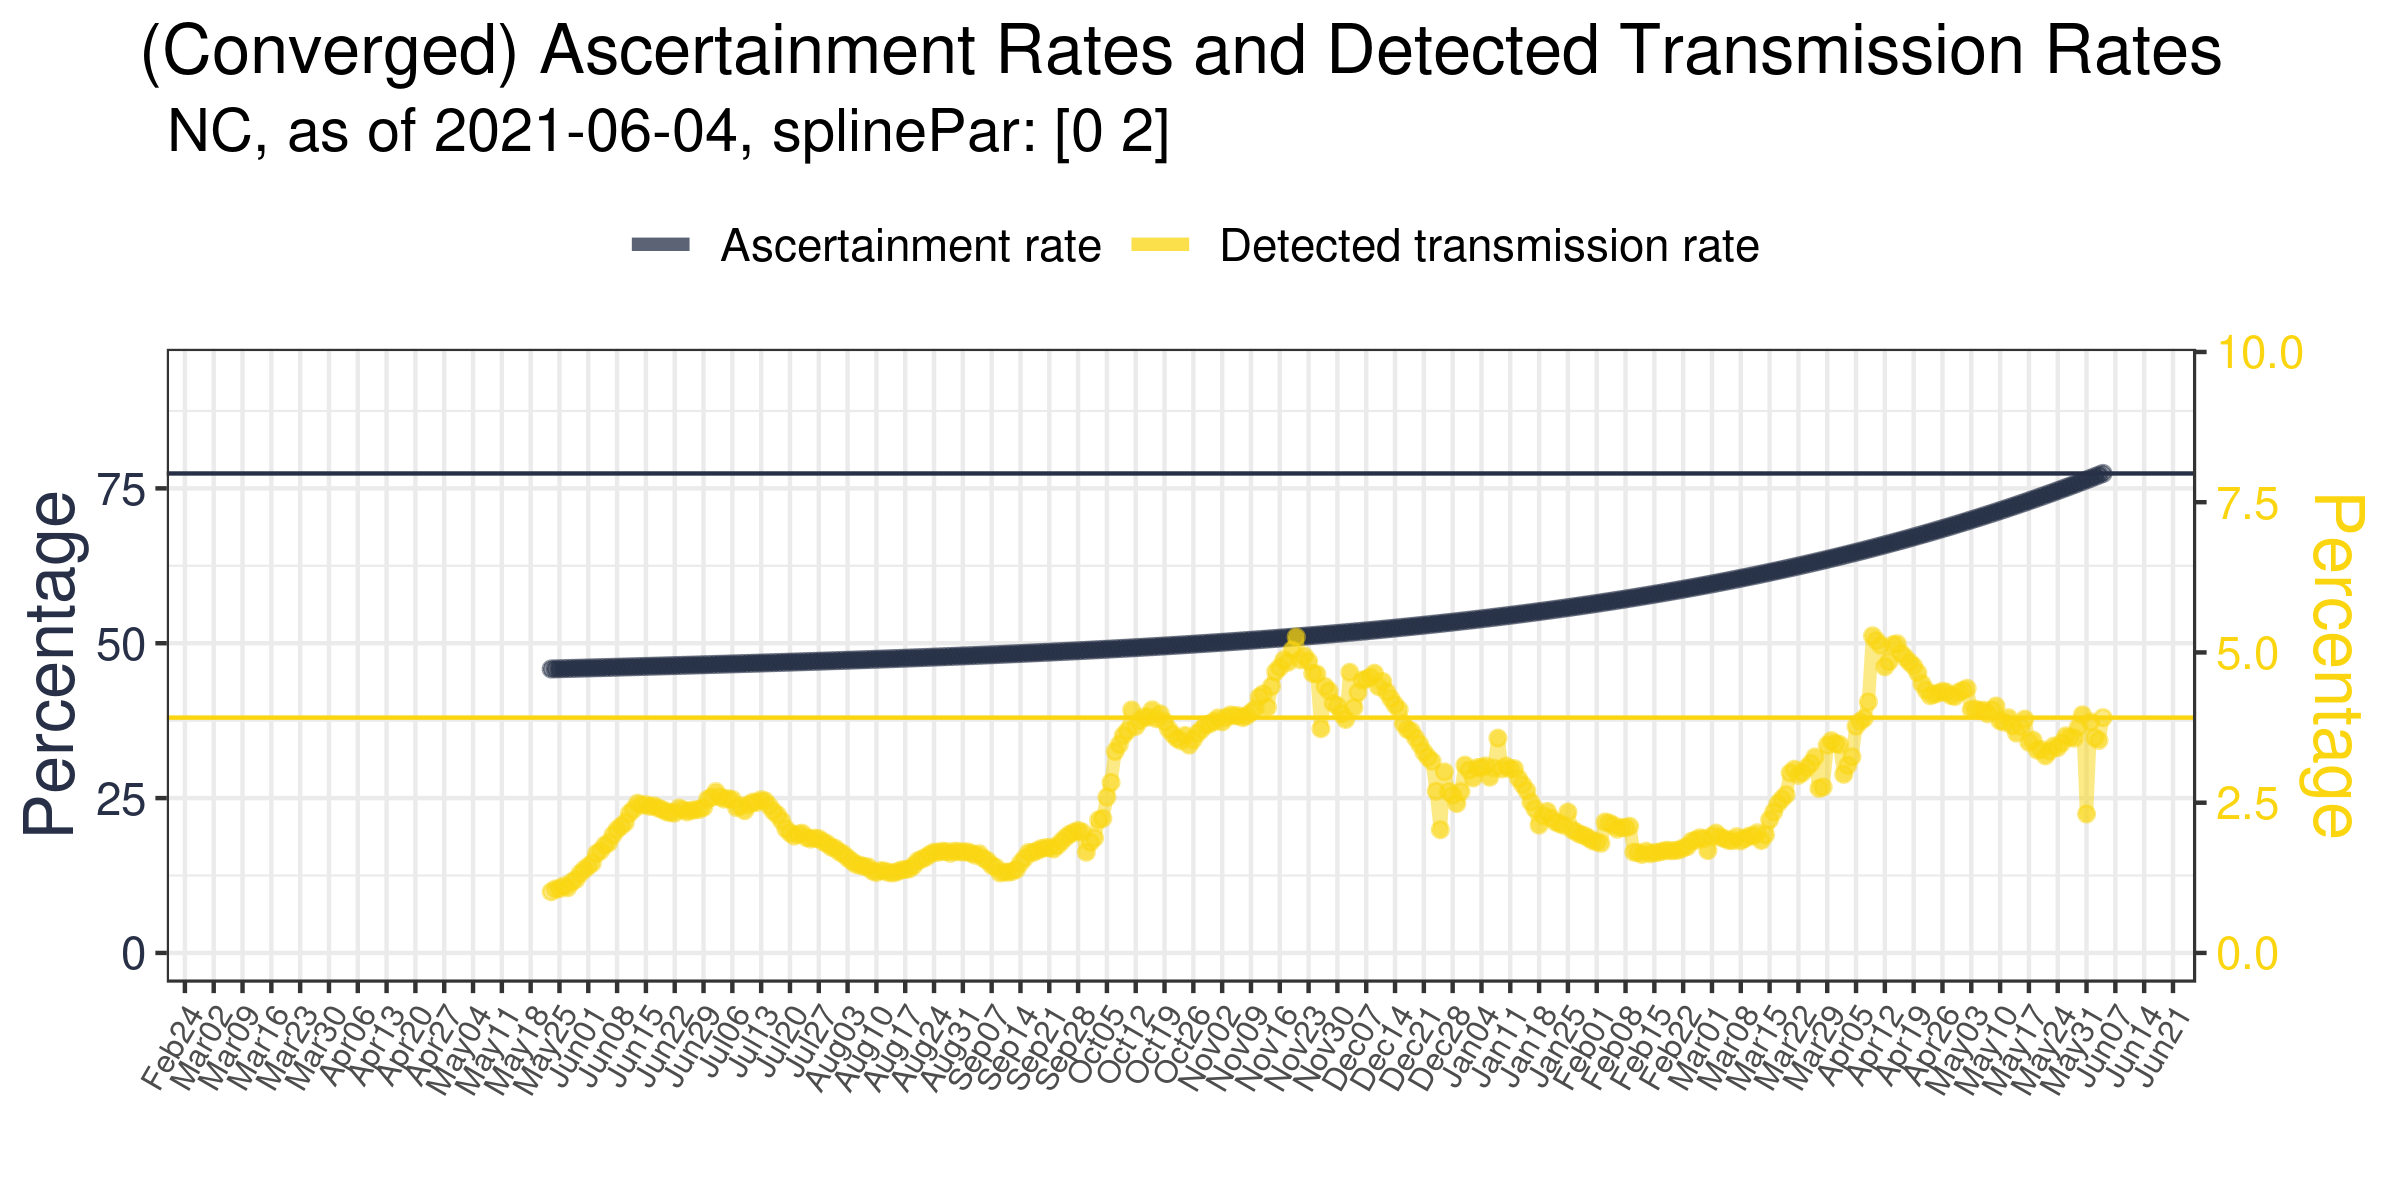 (Converged) Ascertainment Rates and Detected Transmission Rates
NC, as of 2021-06-04, splinePar: [0 2]
Ascertainment rate
Detected transmission rate
Percentage
75
50
25
0
10.0
7.5
5.0
2.5
0.0
Percentage
Feb24
Mar02
Mar09
Mar16
Mar23
Mar30
Apr06
Apr13
Apr20
Apr27
May04
May11
May18
May25
Jun01
Jun08
Jun15
Jun22
Jun29
Jul06
Jul13
Jul20
Jul27
Aug03
Aug10
Aug17
Aug24
Aug31
Sep07
Sep14
Sep21
Sep28
Oct05
Oct12
Oct19
Oct26
Nov02
Nov09
Nov16
Nov23
Nov30
Dec07
Dec14
Dec21
Dec28
Jan04
Jan11
Jan18
Jan25
Feb01
Feb08
Feb15
Feb22
Mar01
Mar08
Mar15
Mar22
Mar29
Apr05
Apr12
Apr19
Apr26
May03
May10
May17
May24
May31
Jun07
Jun14
Jun21